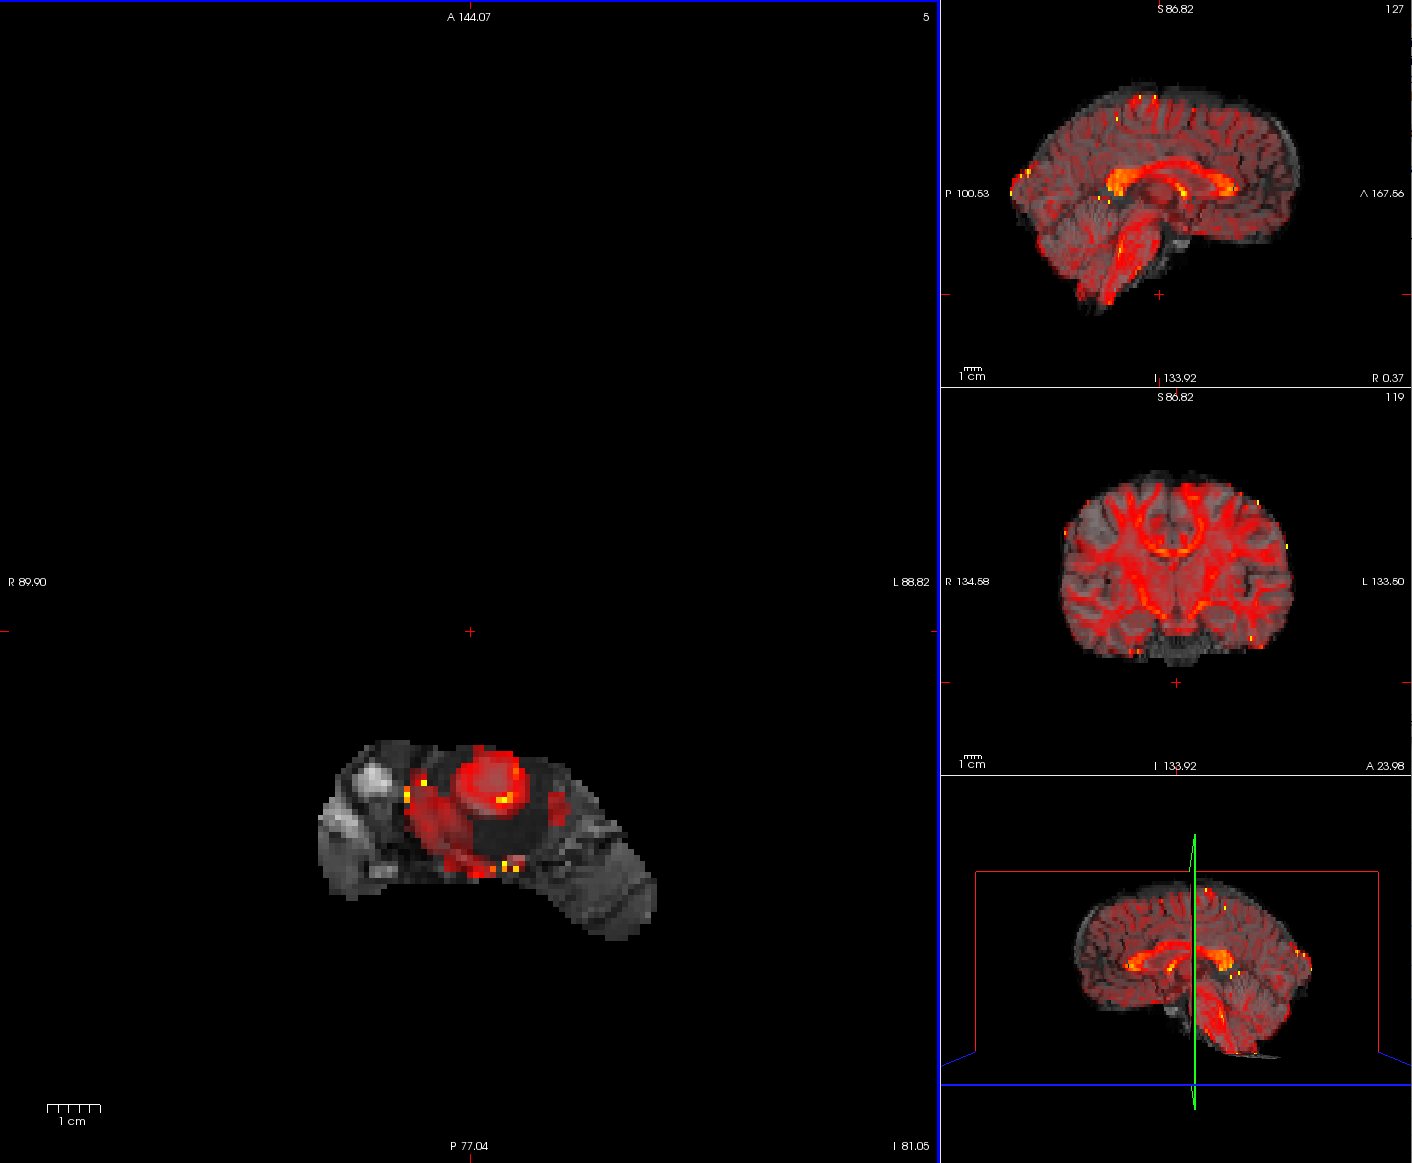 A 144.07
5
R 89.90
L 88.82
1 cm
P 77.04
I 81.05
S 86.82
127
P 100.53
A 167.56
1 cm
I 133.92
R 0.37
S 86.82
119
R 134.58
L 133.50
1 cm
I 133.92
A 23.98